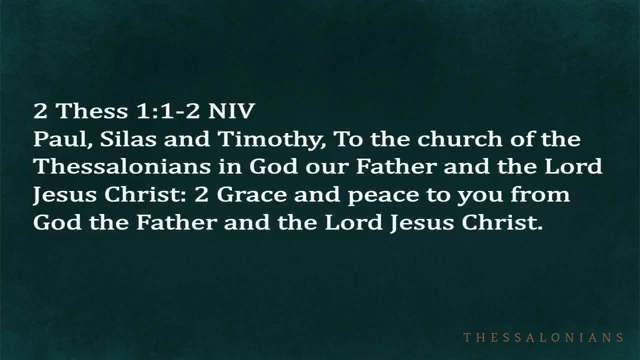 2 Thess 1:1-2 NIV
Paul, Silas and Timothy, To the church of the
Thessalonians in God our Father and the Lord
Jesus Christ: 2 Grace and peace to you from
God the Father and the Lord Jesus Christ.
THESSALONIANS